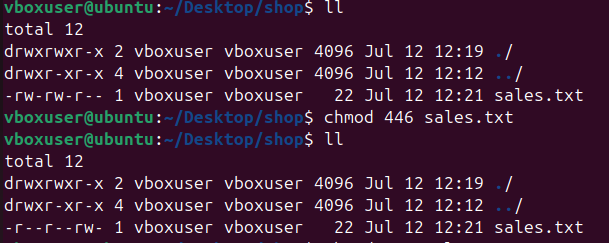 vboxuser@ubuntu:~/Desktop/shop$ ll
total 12
drwxrwxr-x 2 vboxuser vboxuser 4096 Jul 12 12:19 ./
drwxr-xr-x 4 vboxuser vboxuser 4096 Jul 12 12:12 ../
-rw-rw-r-- 1 vboxuser vboxuser   22 Jul 12 12:21 sales.txt
vboxuser@ubuntu:~/Desktop/shop$ chmod 446 sales.txt
vboxuser@ubuntu:~/Desktop/shop$ ll
total 12
drwxrwxr-x 2 vboxuser vboxuser 4096 Jul 12 12:19 ./
drwxr-xr-x 4 vboxuser vboxuser 4096 Jul 12 12:12 ../
-r--r--rw- 1 vboxuser vboxuser   22 Jul 12 12:21 sales.txt